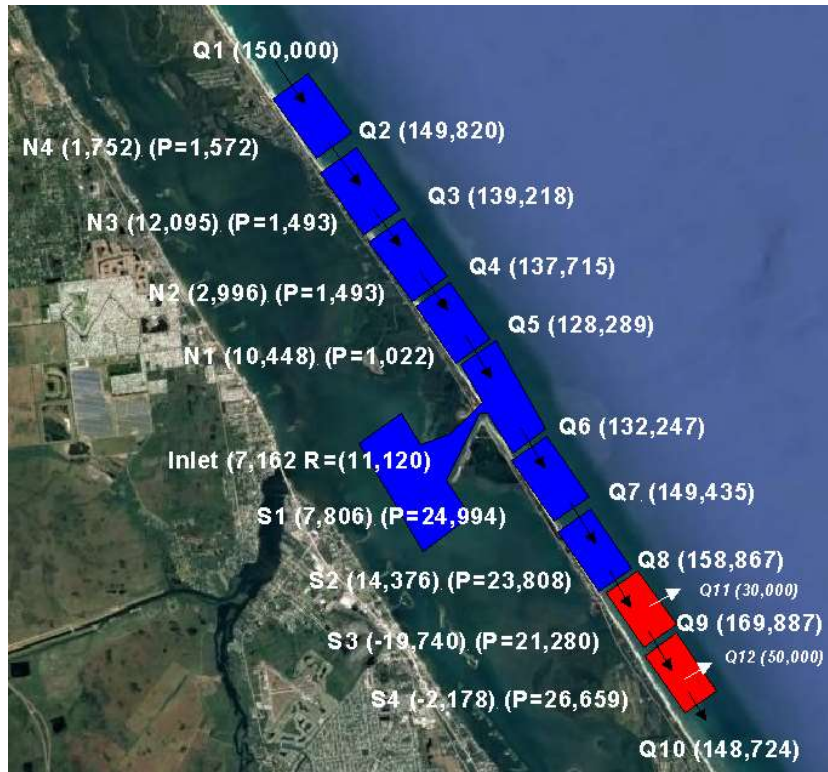 Q1 (150,000)
Q2 (149,820)
N4 (1,752) (P=1,572)
Q3 (139,218)
N3 (12,095) (P=1,493)
Q4 (137,715)
N2 (2,996) (P=1,493)
Q5 (128,289)
N1 (10,448) (P=1,022)
Q6 (132,247)
Inlet (7,162 R=(11,120)
Q7 (149,435)
S1 (7,806) (P=24,994)
Q8 (158,867)
S2 (14,376) (P=23,808)
Q11 (30,000)
Q9 (169,887)
S3 (-19,740) (P=21,280)
Q12 (50,000)
S4 (-2,178) (P=26,659)
Q10 (148,724)